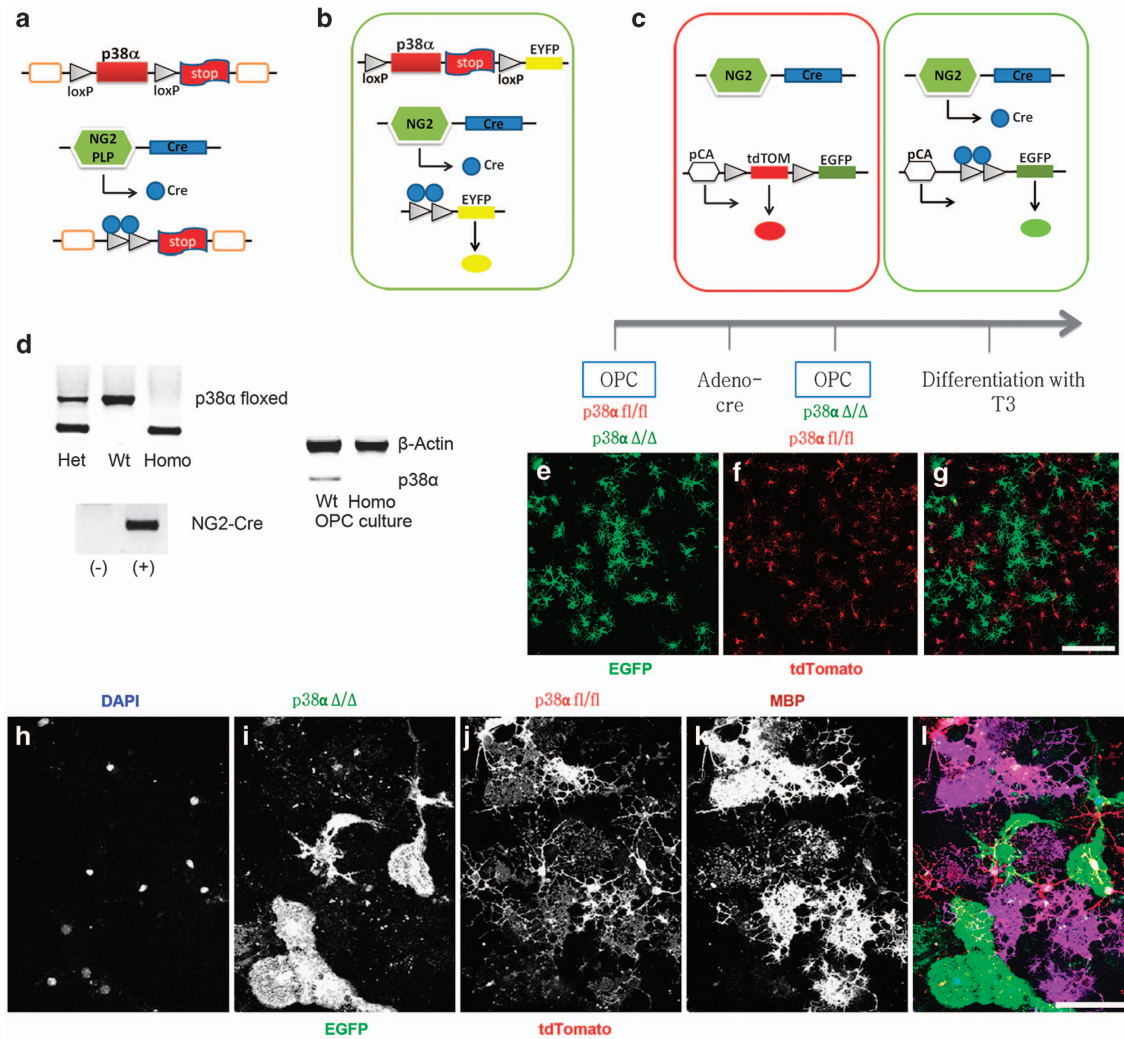 a
p38α
stop
loxP
loxP
NG2
PLP
Cre
Cre
stop
b
p38α
EYFP
stop
loxP
loxP
NG2
Cre
Cre
EYFP
c
NG2
Cre
pCA
tdTOM
EGFP
NG2
Cre
Cre
pCA
EGFP
d
p38α floxed
Het Wt Homo
NG2-Cre
(-) (+)
β-Actin
p38α
Wt Homo
OPC culture
OPC
Adeno-
cre
OPC
Differentiation with
T3
p38α fl/fl
p38α Δ/Δ
p38α Δ/Δ
p38α fl/fl
e
f
g
EGFP
tdTomato
DAPI
p38α Δ/Δ
p38α fl/fl
MBP
h
i
j
k
l
EGFP
tdTomato